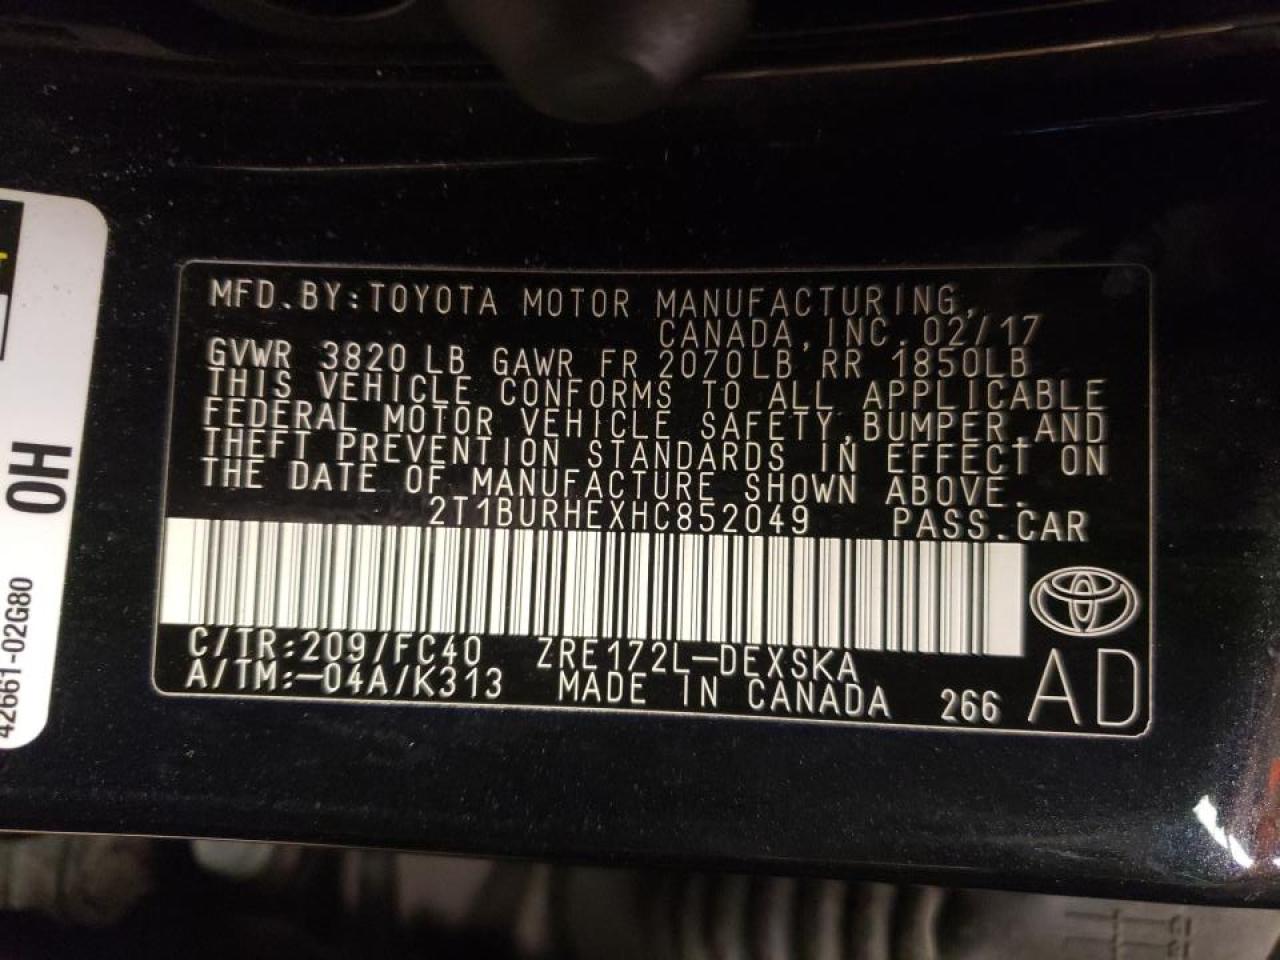 MFD.BY:TOYOTA MOTOR MANUFACTURING,
CANADA,INC.02/17
GVWR 3820 LB GAWR FR 2070LB RR 1850LB
THIS VEHICLE CONFORMS TO ALL APPLICABLE
FEDERAL MOTOR VEHICLE SAFETY,BUMPER,AND
THEFT PREVENTION STANDARDS IN EFFECT ON
THE DATE OF MANUFACTURE SHOWN ABOVE.
2T1BURHEXHC852049 PASS.CAR
C/TR:209/FC40 ZRE172L-DEXSKA
A/TM:-04A/K313 MADE IN CANADA 266 AD
0H
42661-02G80